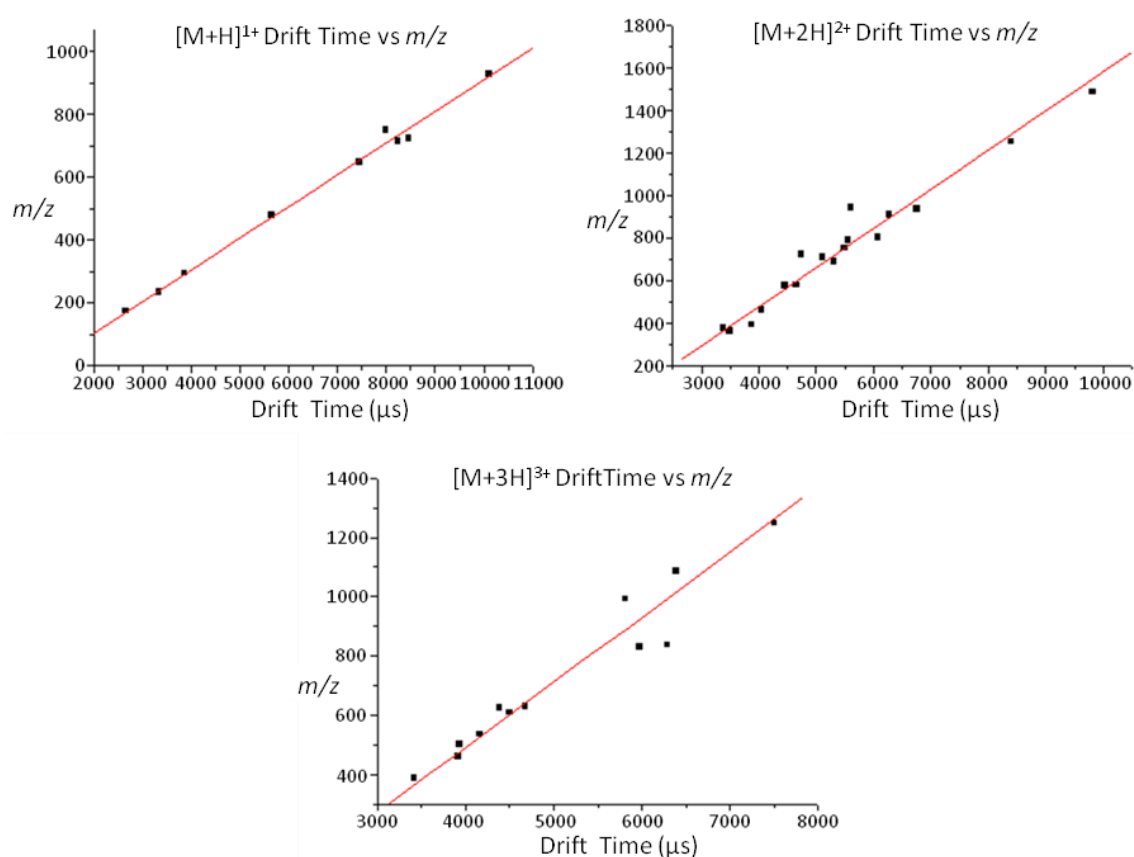 [M+H]¹⁺ Drift Time vs m/z
1000
800
600
m/z
400
200
0
2000 3000 4000 5000 6000 7000 8000 9000 10000 11000
Drift Time (µs)
[M+2H]²⁺ Drift Time vs m/z
1800
1600
1400
1200
1000
m/z
800
600
400
200
3000 4000 5000 6000 7000 8000 9000 10000
Drift Time (µs)
[M+3H]³⁺ DriftTime vs m/z
1400
1200
1000
800
m/z
600
400
3000 4000 5000 6000 7000 8000
Drift Time (µs)